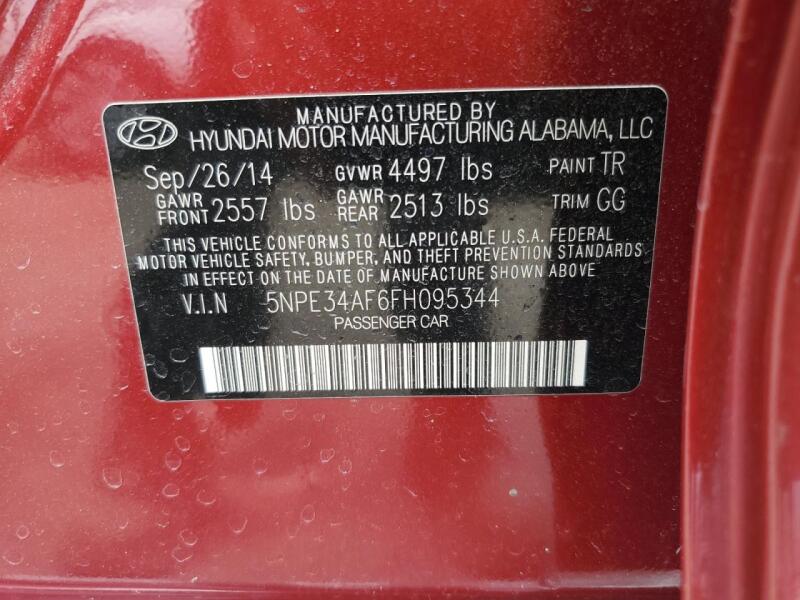 MANUFACTURED BY
HYUNDAI MOTOR MANUFACTURING ALABAMA, LLC
Sep/26/14 GVWR 4497 lbs PAINT TR
GAWR FRONT 2557 lbs GAWR REAR 2513 lbs TRIM GG
THIS VEHICLE CONFORMS TO ALL APPLICABLE U.S.A. FEDERAL
MOTOR VEHICLE SAFETY, BUMPER, AND THEFT PREVENTION STANDARDS
IN EFFECT ON THE DATE OF MANUFACTURE SHOWN ABOVE.
V.I.N 5NPE34AF6FH095344
PASSENGER CAR